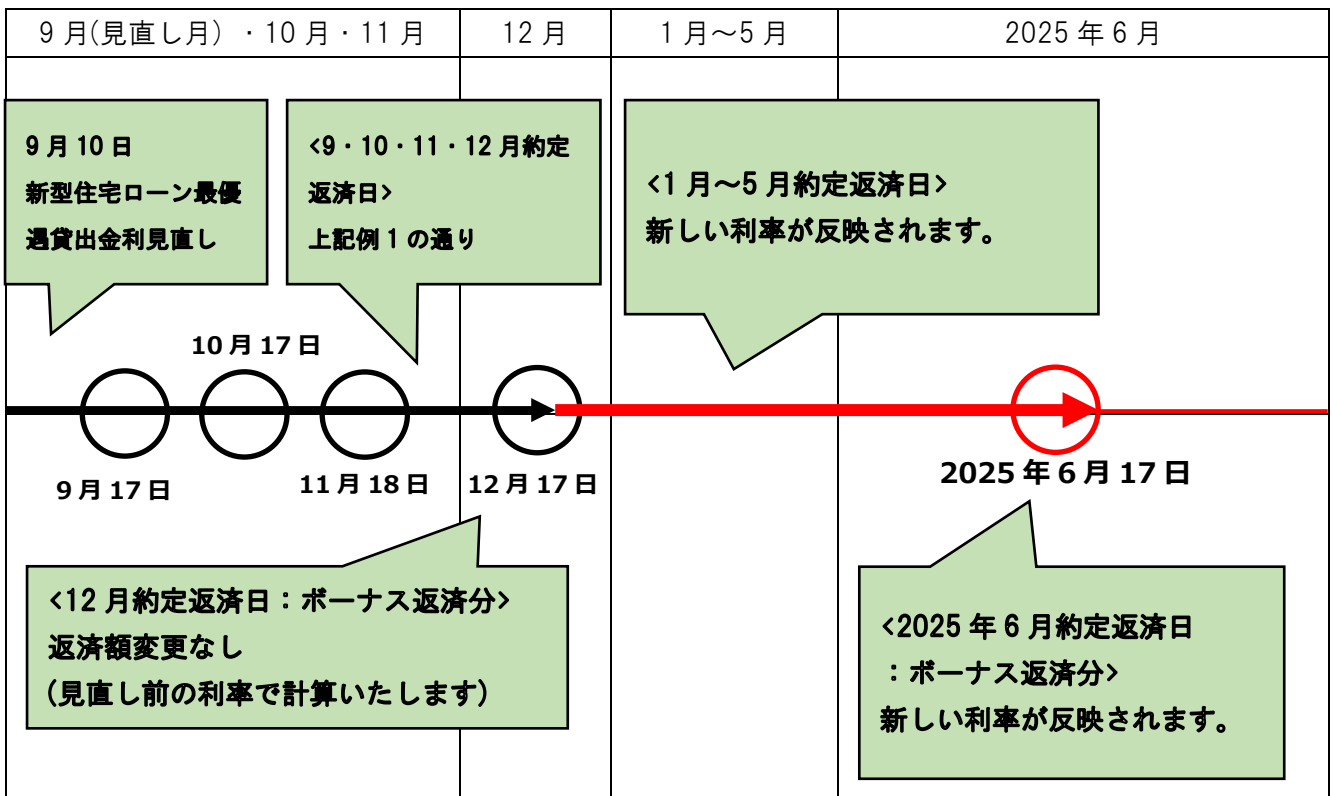 9月(見直し月）・10月・11月
12月
1月～5月
2025年6月
9月10日
新型住宅ローン最優
遇貸出金利見直し
<9・10・11・12月約定
返済日>
上記例1の通り
<1月～5月約定返済日>
新しい利率が反映されます。
10月17日
9月17日
11月18日
12月17日
2025年6月17日
<12月約定返済日：ボーナス返済分>
返済額変更なし
(見直し前の利率で計算いたします)
<2025年6月約定返済日
：ボーナス返済分>
新しい利率が反映されます。